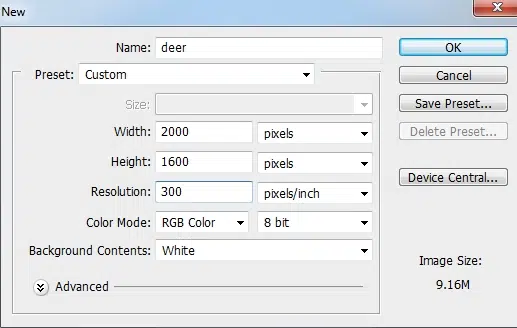 New
Name: deer
OK
Preset: Custom
Cancel
Size:
Save Preset...
Width: 2000 pixels
Delete Preset...
Height: 1600 pixels
Device Central...
Resolution: 300 pixels/inch
Color Mode: RGB Color 8 bit
Background Contents: White
Image Size:
9.16M
Advanced